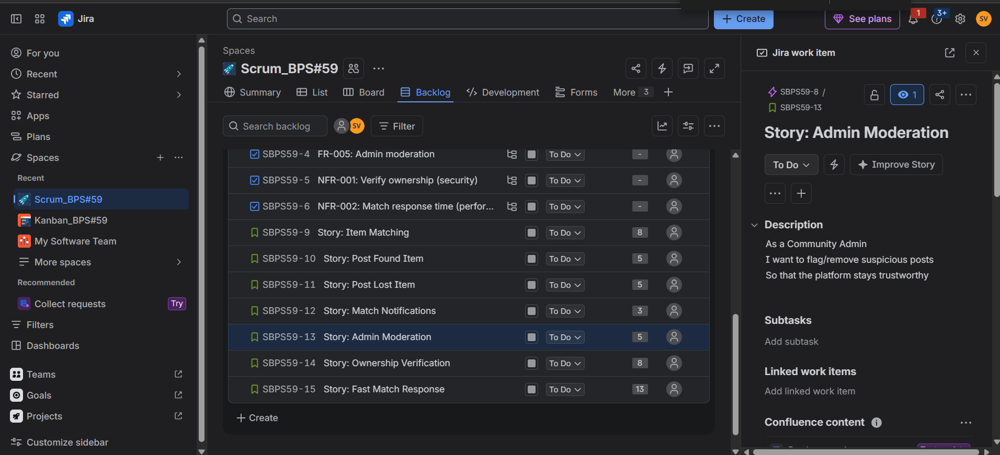 Jira
Search
Create
See plans
1
3+
SV
For you
Recent
Starred
Apps
Plans
Spaces
Recent
Scrum_BPS#59
Kanban_BPS#59
My Software Team
More spaces
Recommended
Collect requests
Try
Filters
Dashboards
Teams
Goals
Projects
Customize sidebar
Spaces
Scrum_BPS#59
Summary
List
Board
Backlog
Development
Forms
More 3
Search backlog
SV
Filter
SBPS59-4 FR-005: Admin moderation To Do -
SBPS59-5 NFR-001: Verify ownership (security) To Do -
SBPS59-6 NFR-002: Match response time (perfor... To Do -
SBPS59-9 Story: Item Matching To Do 8
SBPS59-10 Story: Post Found Item To Do 5
SBPS59-11 Story: Post Lost Item To Do 5
SBPS59-12 Story: Match Notifications To Do 3
SBPS59-13 Story: Admin Moderation To Do 5
SBPS59-14 Story: Ownership Verification To Do 8
SBPS59-15 Story: Fast Match Response To Do 13
Create
Jira work item
SBPS59-8 /
SBPS59-13
1
Story: Admin Moderation
To Do
Improve Story
Description
As a Community Admin
I want to flag/remove suspicious posts
So that the platform stays trustworthy
Subtasks
Add subtask
Linked work items
Add linked work item
Confluence content